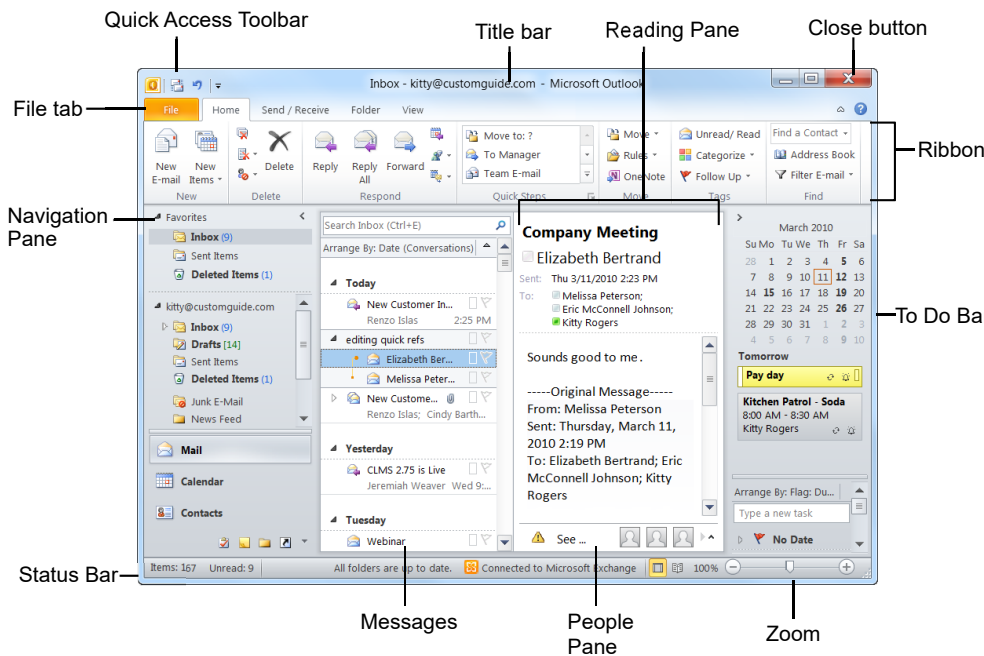 Quick Access Toolbar
Title bar
Reading Pane
Close button
File tab
Ribbon
Navigation
Pane
To Do Ba
Status Bar
Messages
People
Pane
Zoom
Inbox - kitty@customguide.com - Microsoft Outlook
File
Home
Send / Receive
Folder
View
New
E-mail
New
Items
New
Delete
Delete
Reply
Reply
All
Forward
Respond
Move to: ?
To Manager
Team E-mail
Quick Steps
Move
Rules
OneNote
Move
Unread/ Read
Categorize
Follow Up
Tags
Find a Contact
Address Book
Filter E-mail
Find
Favorites
Inbox (9)
Sent Items
Deleted Items (1)
kitty@customguide.com
Inbox (9)
Drafts [14]
Sent Items
Deleted Items (1)
Junk E-Mail
News Feed
Mail
Calendar
Contacts
Search Inbox (Ctrl+E)
Arrange By: Date (Conversations)
Today
New Customer In...
Renzo Islas 2:25 PM
editing quick refs
Elizabeth Ber...
Melissa Peter...
New Custome...
Renzo Islas; Cindy Barth...
Yesterday
CLMS 2.75 is Live
Jeremiah Weaver Wed 9:...
Tuesday
Webinar
Company Meeting
Elizabeth Bertrand
Sent: Thu 3/11/2010 2:23 PM
To: Melissa Peterson;
Eric McConnell Johnson;
Kitty Rogers
Sounds good to me.
-----Original Message-----
From: Melissa Peterson
Sent: Thursday, March 11,
2010 2:19 PM
To: Elizabeth Bertrand; Eric
McConnell Johnson; Kitty
Rogers
See ...
March 2010
Su Mo Tu We Th Fr Sa
28 1 2 3 4 5 6
7 8 9 10 11 12 13
14 15 16 17 18 19 20
21 22 23 24 25 26 27
28 29 30 31 1 2 3
4 5 6 7 8 9 10
Tomorrow
Pay day
Kitchen Patrol - Soda
8:00 AM - 8:30 AM
Kitty Rogers
Arrange By: Flag: Du...
Type a new task
No Date
Items: 167 Unread: 9
All folders are up to date.
Connected to Microsoft Exchange
100%